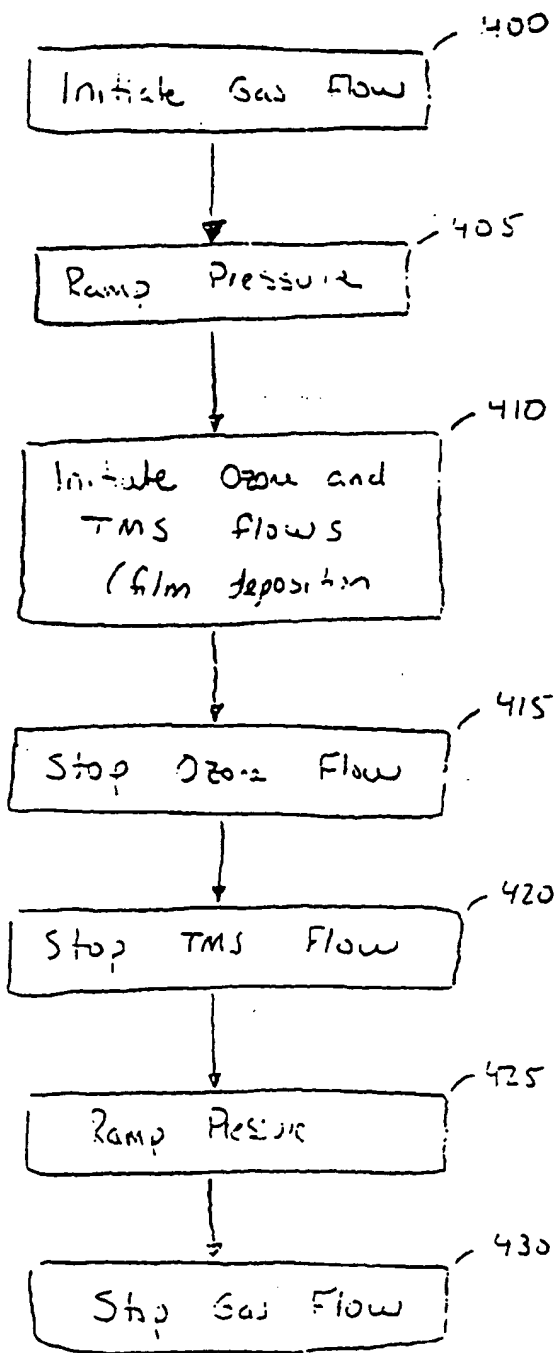 400
Initiate Gas Flow
405
Ramp Pressure
410
Initiate Ozone and
TMS flows
(film deposition
415
Stop Ozone Flow
420
Stop TMS Flow
425
Ramp Pressure
430
Stop Gas Flow